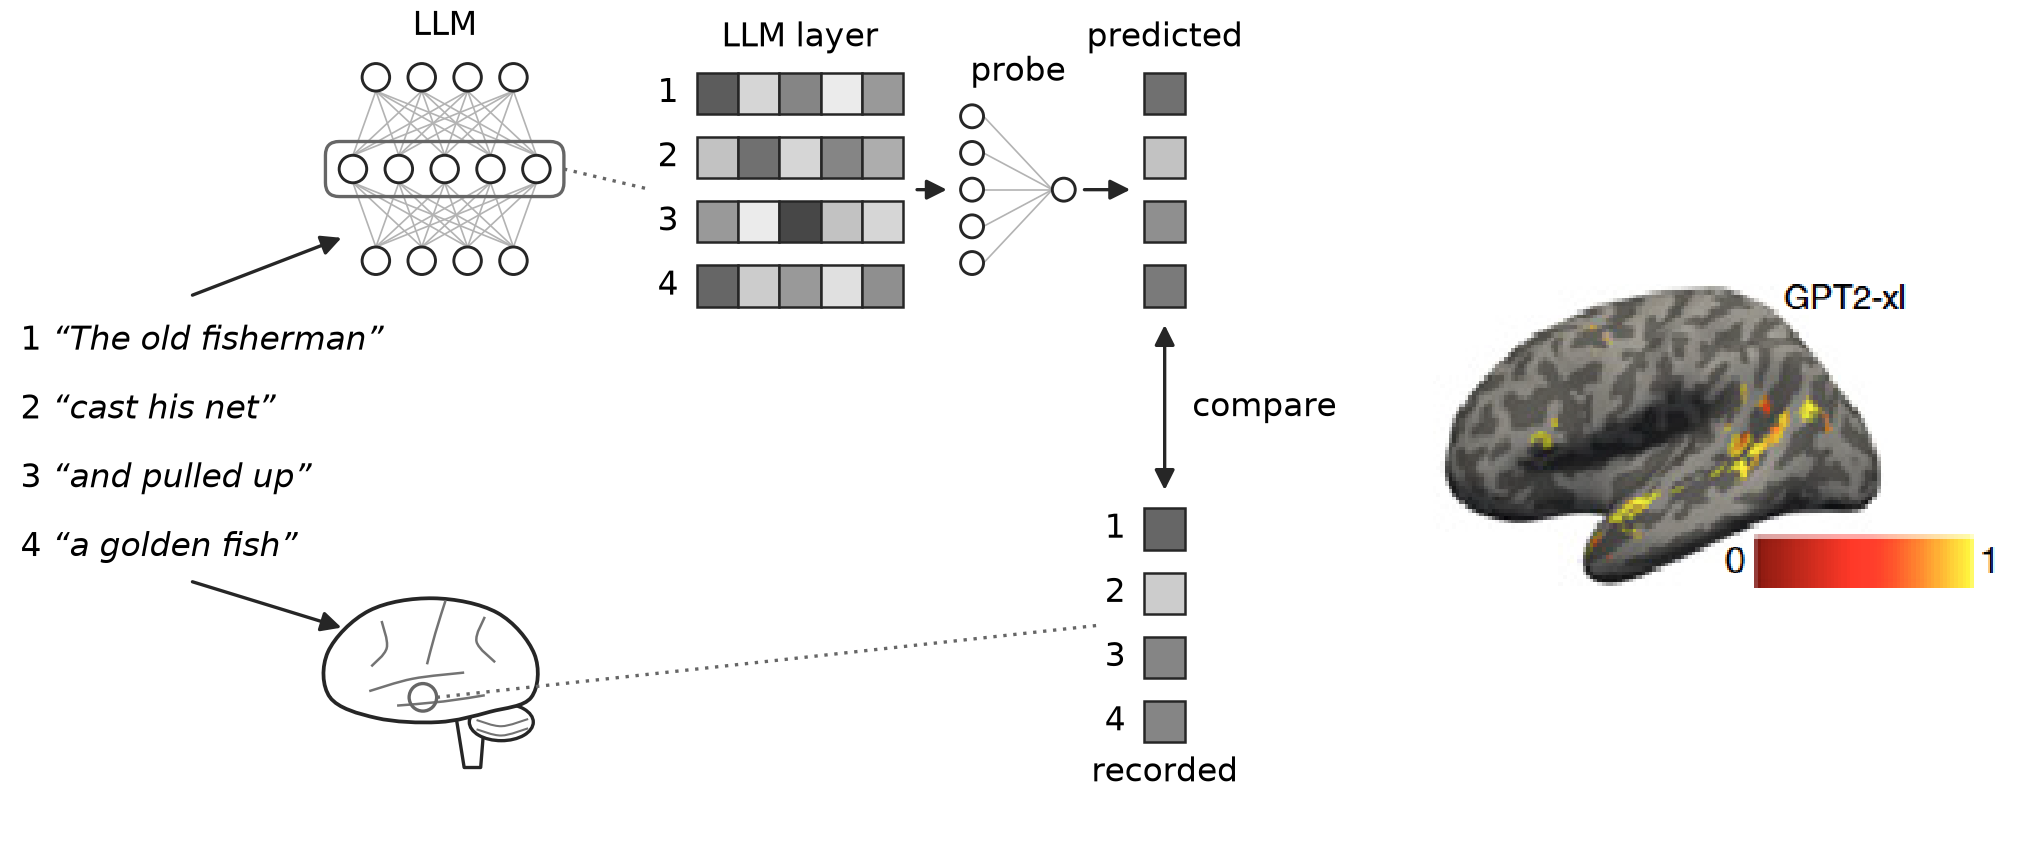 LLM
LLM layer
predicted
probe
1
2
3
4
1 “The old fisherman”
2 “cast his net”
3 “and pulled up”
4 “a golden fish”
compare
1
2
3
4
recorded
GPT2-xl
0
1